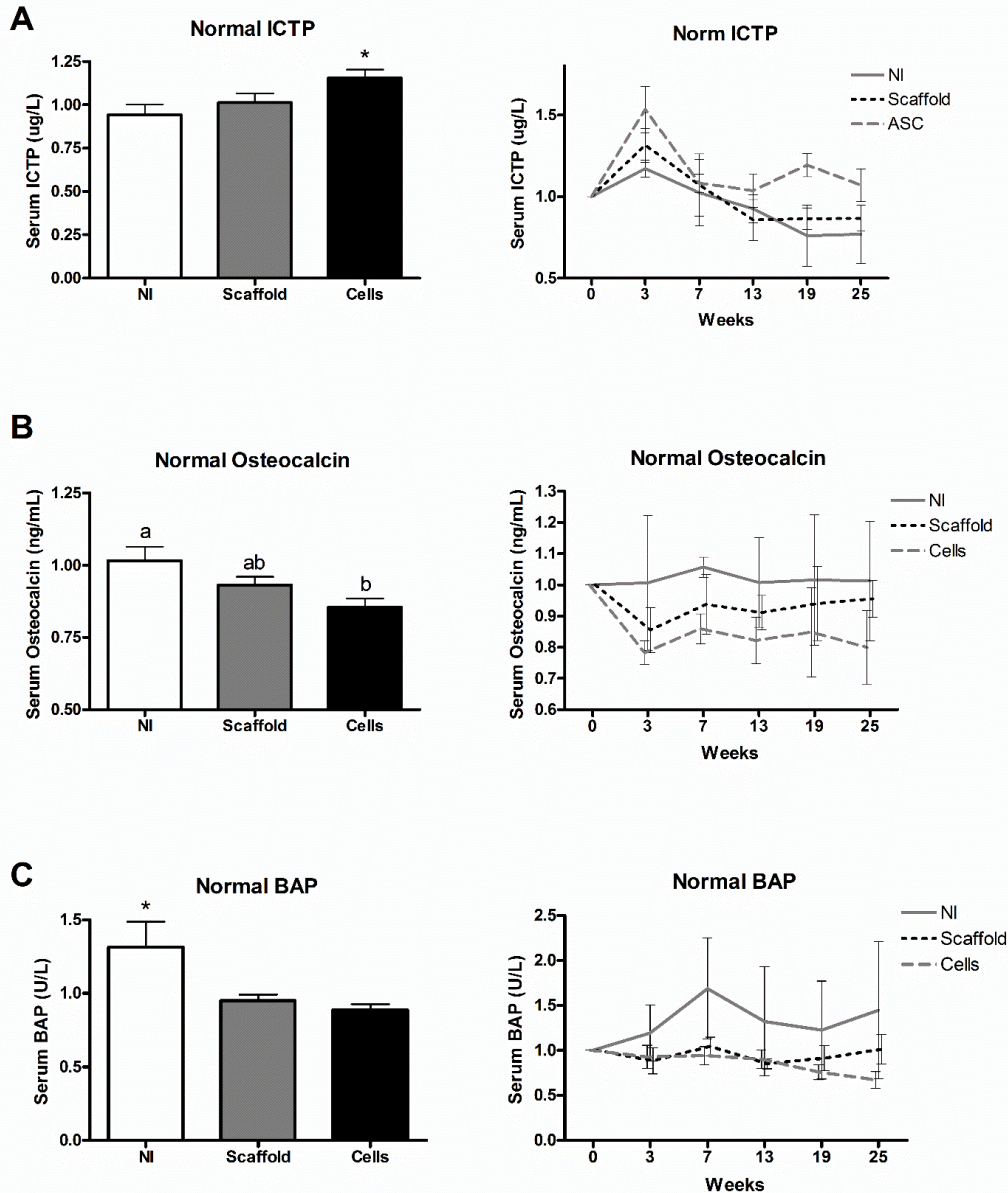 A
Normal ICTP
*
Serum ICTP (ug/L)
1.25
1.00
0.75
0.50
0.25
0.00
NI Scaffold Cells
Norm ICTP
Serum ICTP (ug/L)
1.5
1.0
0.5
0 3 7 13 19 25
Weeks
NI
Scaffold
ASC
B
Normal Osteocalcin
Serum Osteocalcin (ng/mL)
1.25
1.00
0.75
0.50
a
ab
b
NI Scaffold Cells
Normal Osteocalcin
Serum Osteocalcin (ng/mL)
1.3
1.2
1.1
1.0
0.9
0.8
0.7
0.6
0 3 7 13 19 25
Weeks
NI
Scaffold
Cells
C
Normal BAP
*
Serum BAP (U/L)
1.5
1.0
0.5
0.0
NI Scaffold Cells
Normal BAP
Serum BAP (U/L)
2.5
2.0
1.5
1.0
0.5
0.0
0 3 7 13 19 25
Weeks
NI
Scaffold
Cells